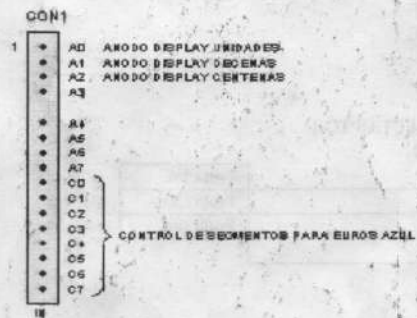 CON1
1 A0 ANODO DISPLAY UNIDADES
A1 ANODO DISPLAY DECENAS
A2 ANODO DISPLAY CENTENAS
A3
A4
A5
A6
A7
C0
C1
C2
C3
CONTROL DE SEGMENTOS PARA EUROS AZUL
C4
C5
C6
C7